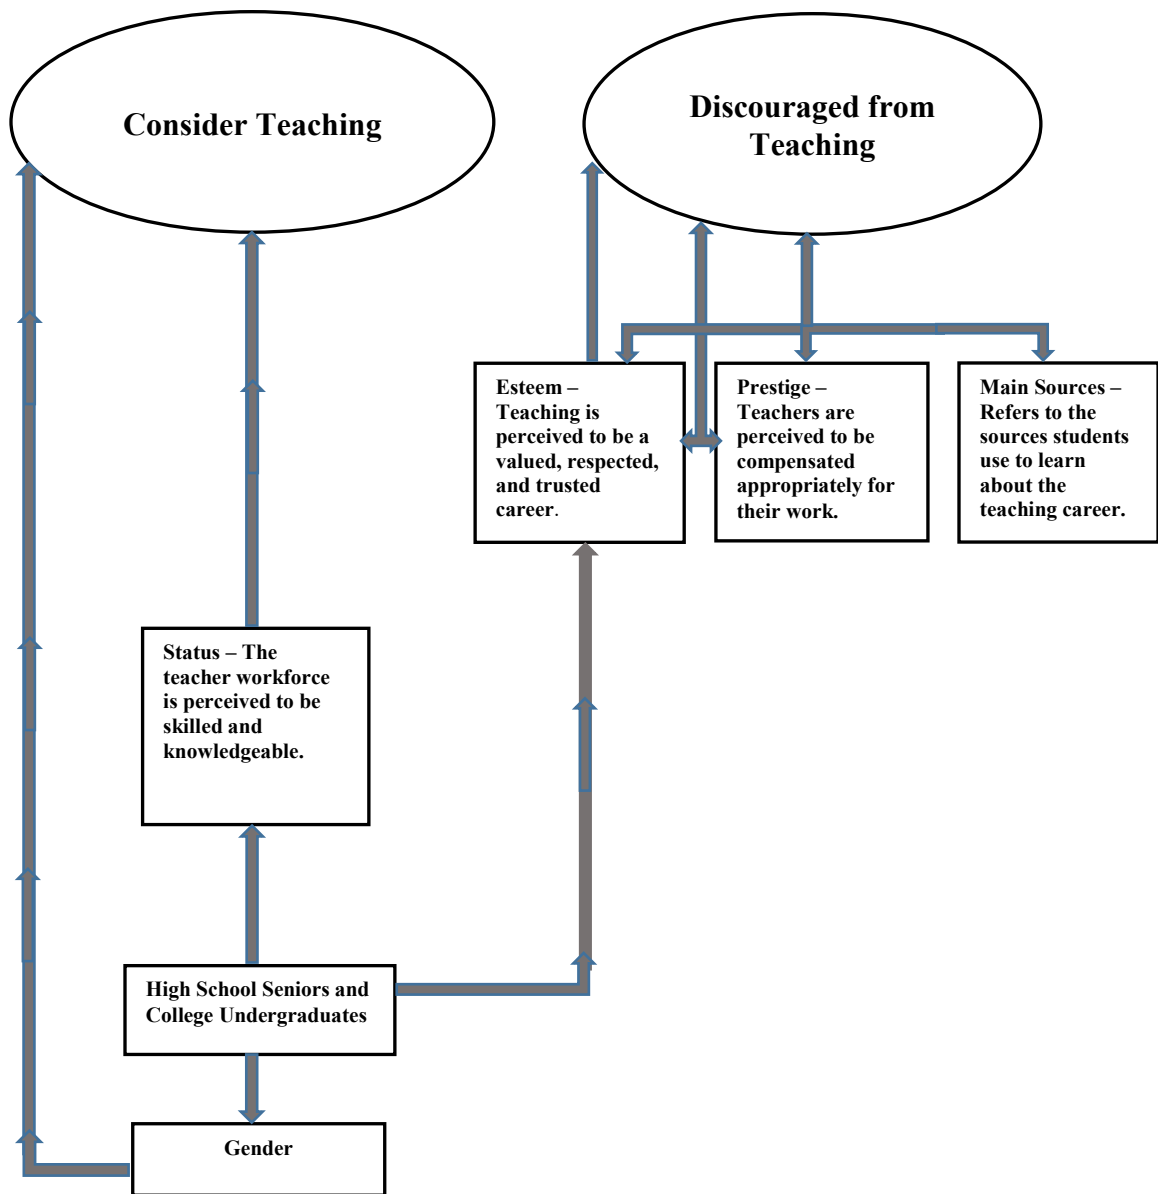 Consider Teaching
Discouraged from
Teaching
Esteem –
Teaching is
perceived to be a
valued, respected,
and trusted
career.
Prestige –
Teachers are
perceived to be
compensated
appropriately for
their work.
Main Sources –
Refers to the
sources students
use to learn
about the
teaching career.
Status – The
teacher workforce
is perceived to be
skilled and
knowledgeable.
High School Seniors and
College Undergraduates
Gender